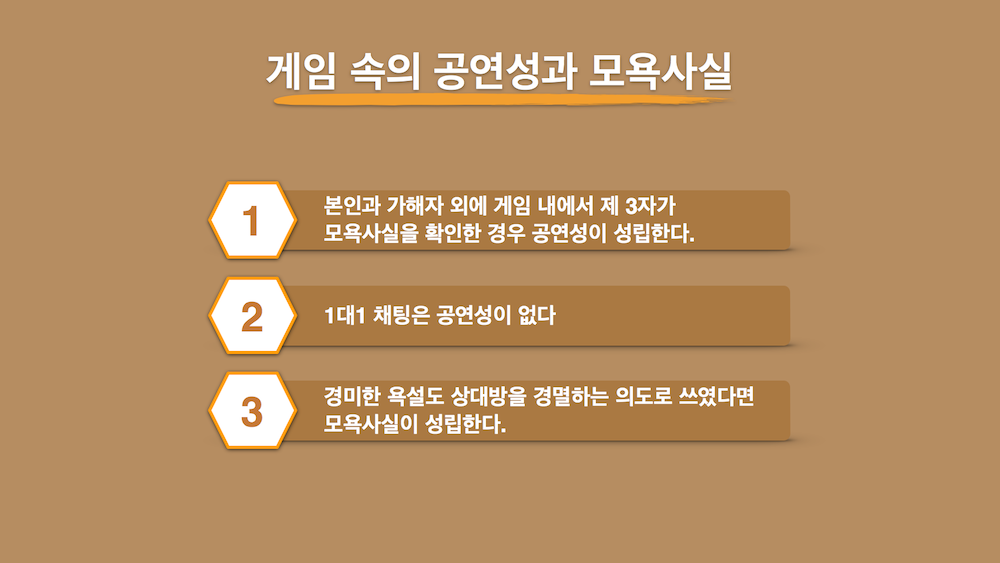 게임 속의 공연성과 모욕사실
1
본인과 가해자 외에 게임 내에서 제 3자가
모욕사실을 확인한 경우 공연성이 성립한다.
2
1대1 채팅은 공연성이 없다
3
경미한 욕설도 상대방을 경멸하는 의도로 쓰였다면
모욕사실이 성립한다.